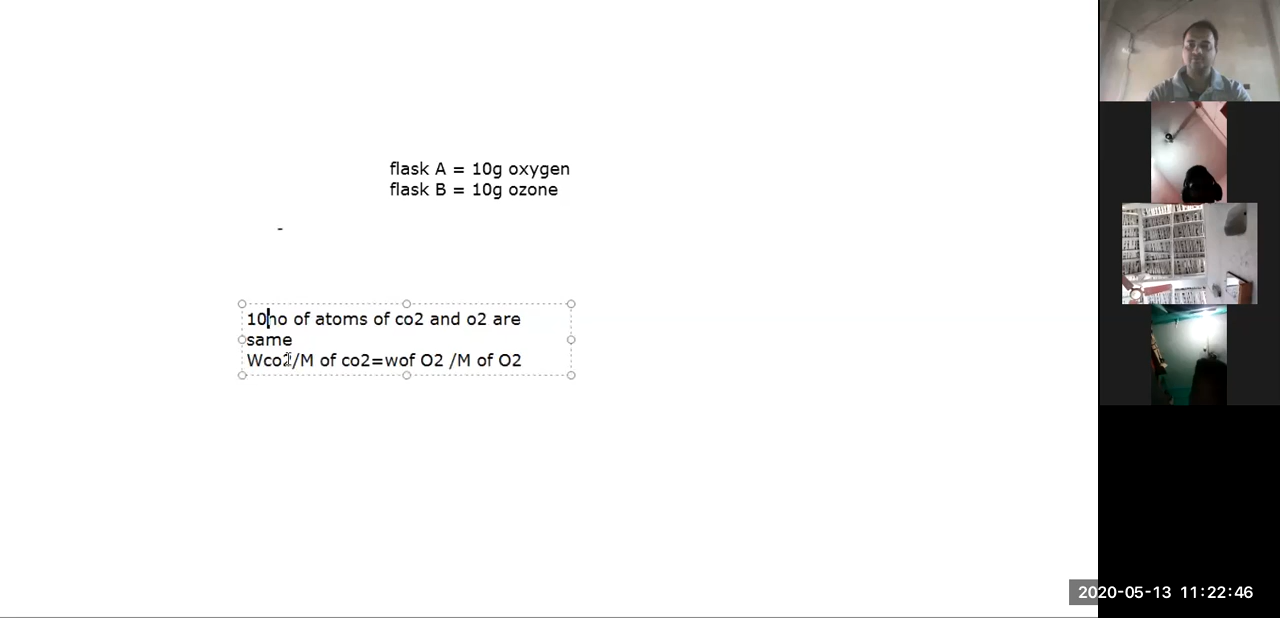 flask A = 10g oxygen
flask B = 10g ozone
-
10no of atoms of co2 and o2 are
same
Wco2/M of co2=wof O2 /M of O2
2020-05-13 11:22:46